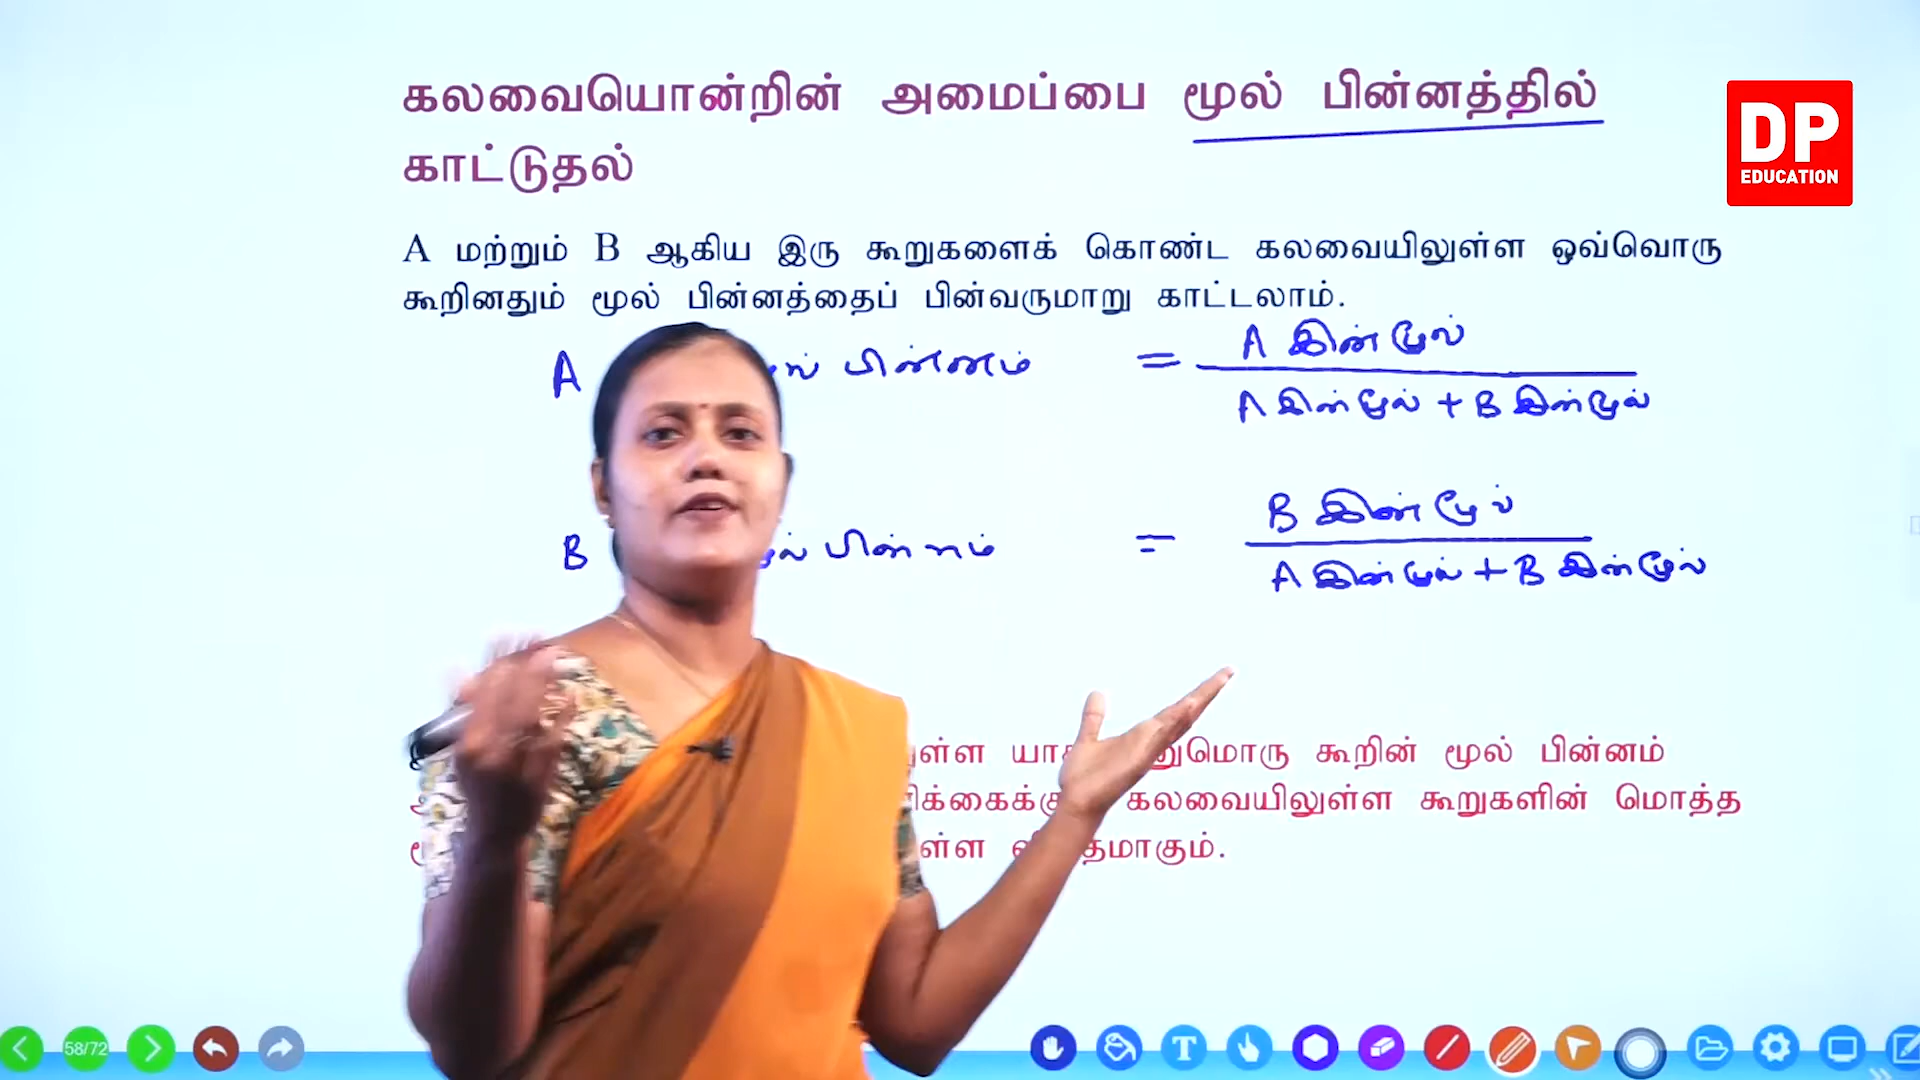 கலவையொன்றின் அமைப்பை மூல் பின்னத்தில்
காட்டுதல்
DP
EDUCATION
A மற்றும் B ஆகிய இரு கூறுகளைக் கொண்ட கலவையிலுள்ள ஒவ்வொரு
கூறினதும் மூல் பின்னத்தைப் பின்வருமாறு காட்டலாம்.
A பின்னம் = A இன் மூல்
A இன் மூல் + B இன் மூல்
B பின்னம் = B இன் மூல்
A இன் மூல் + B இன் மூல்
கூறின் மூல் பின்னம்
கலவையிலுள்ள கூறுகளின் மொத்த
58/72